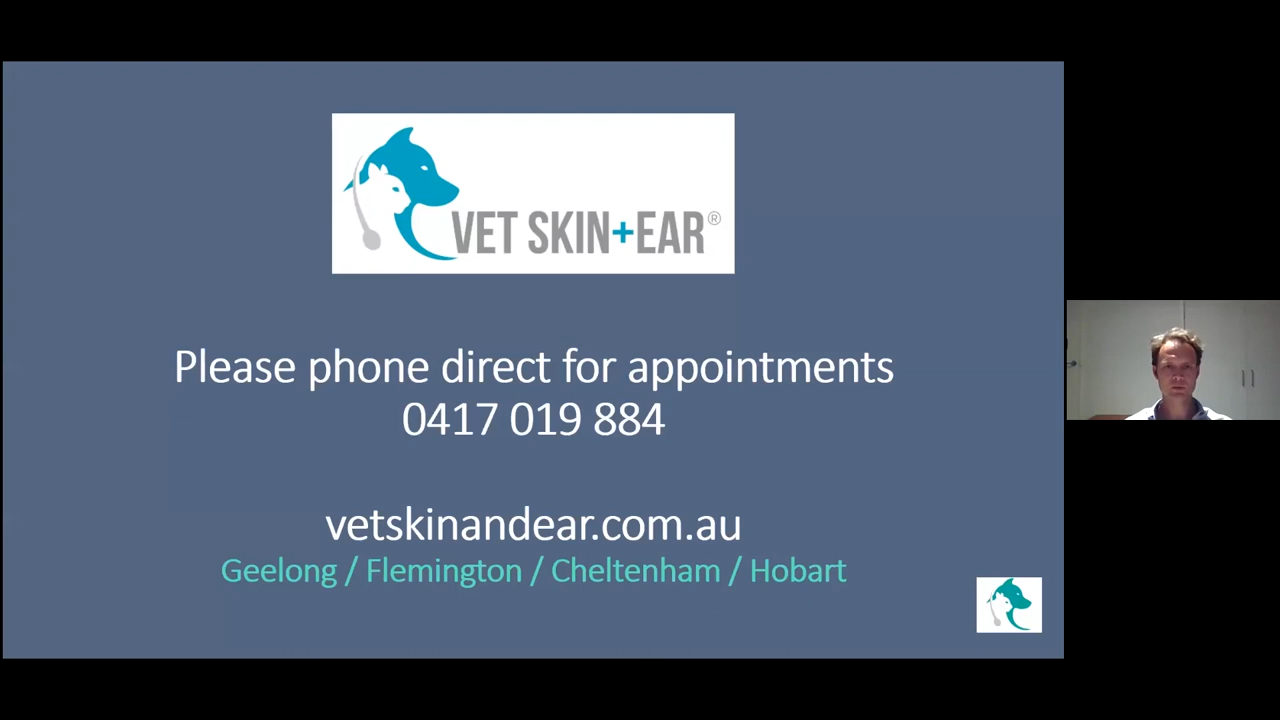 VET SKIN+EAR®
Please phone direct for appointments
0417 019 884
vetskinandear.com.au
Geelong / Flemington / Cheltenham / Hobart